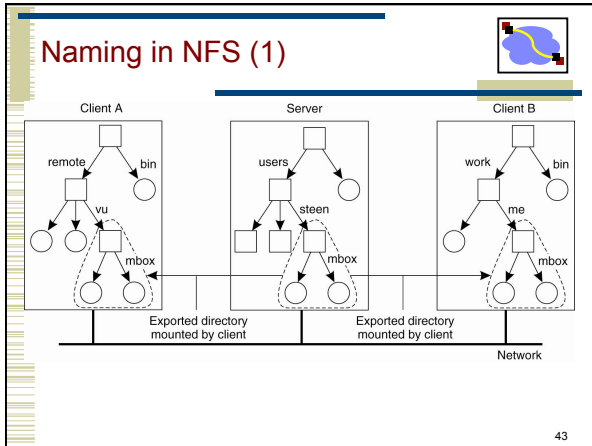 Naming in NFS (1)
Client A
Server
Client B
remote
bin
users
work
bin
vu
steen
me
mbox
mbox
mbox
Exported directory
mounted by client
Exported directory
mounted by client
Network
43